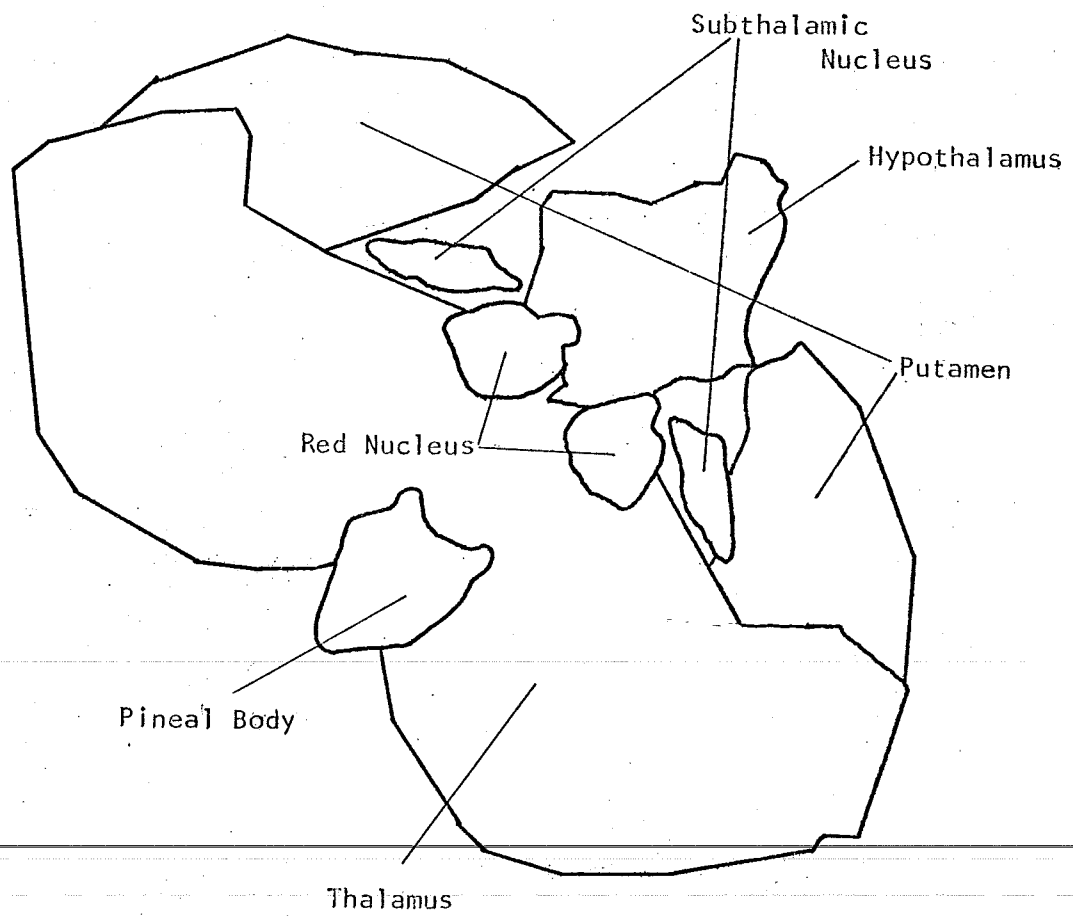 Subthalamic
Nucleus
Hypothalamus
Putamen
Red Nucleus
Pineal Body
Thalamus